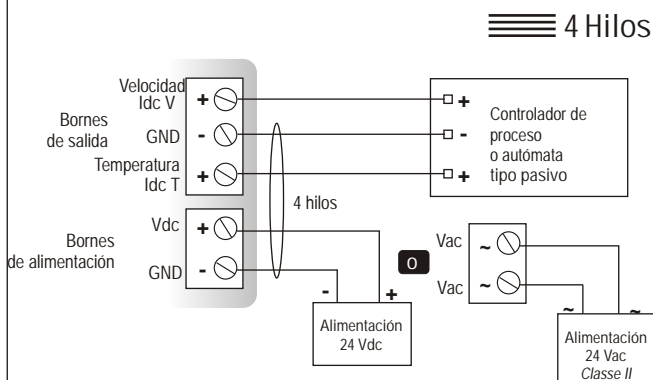 4 Hilos
Velocidad
Idc V
+
Bornes
de salida
GND
-
Temperatura
Idc T
+
+
-
+
Controlador de
proceso
o autómata
tipo pasivo
4 hilos
Bornes
de alimentación
Vdc
+
GND
-
-
+
Alimentación
24 Vdc
O
Vac
~
Vac
~
~
~
Alimentación
24 Vac
Classe II